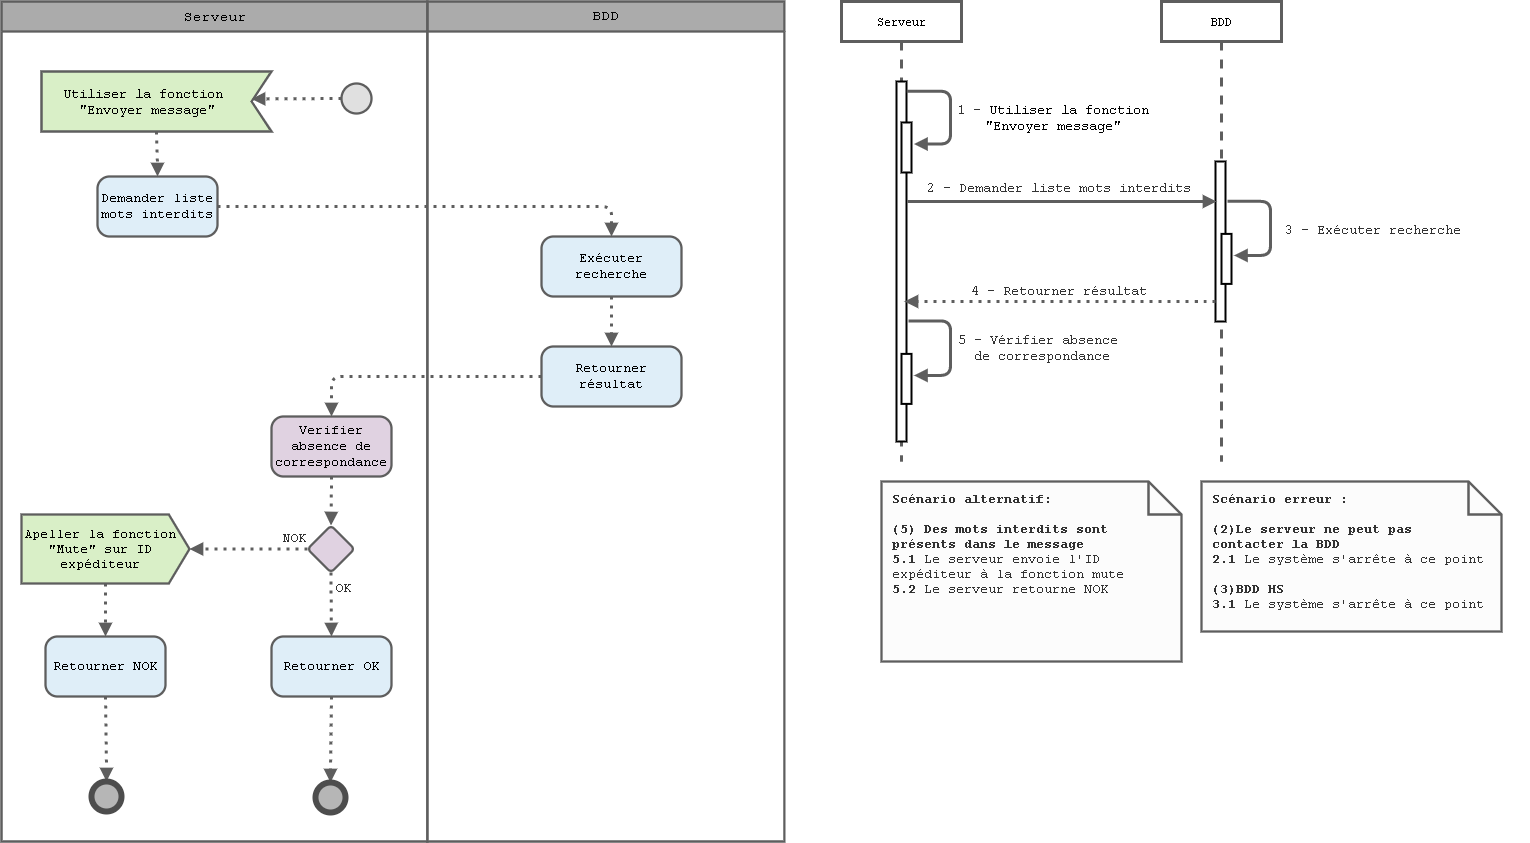 Serveur
BDD
Utiliser la fonction
"Envoyer message"
Demander liste
mots interdits
Exécuter
recherche
Retourner
résultat
Verifier
absence de
correspondance
NOK
Apeller la fonction
"Mute" sur ID
expéditeur
OK
Retourner NOK
Retourner OK
Serveur
BDD
1 - Utiliser la fonction
"Envoyer message"
2 - Demander liste mots interdits
3 - Exécuter recherche
4 - Retourner résultat
5 - Vérifier absence
de correspondance
Scénario alternatif:
(5) Des mots interdits sont
présents dans le message
5.1 Le serveur envoie l'ID
expéditeur à la fonction mute
5.2 Le serveur retourne NOK
Scénario erreur :
(2)Le serveur ne peut pas
contacter la BDD
2.1 Le système s'arrête à ce point
(3)BDD HS
3.1 Le système s'arrête à ce point